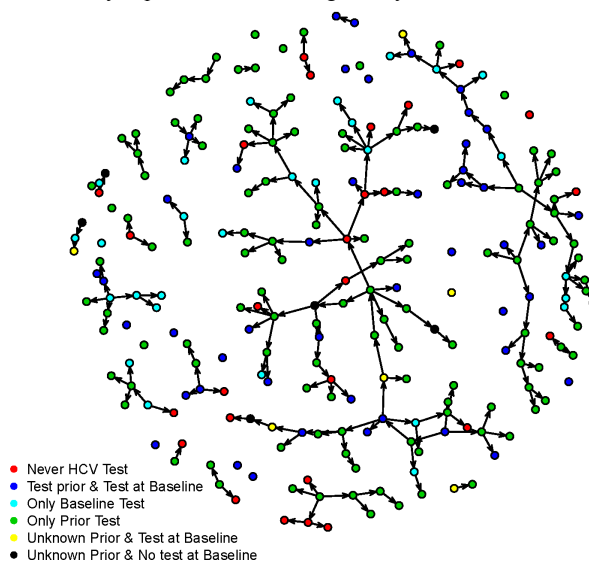 Never HCV Test
Test prior & Test at Baseline
Only Baseline Test
Only Prior Test
Unknown Prior & Test at Baseline
Unknown Prior & No test at Baseline